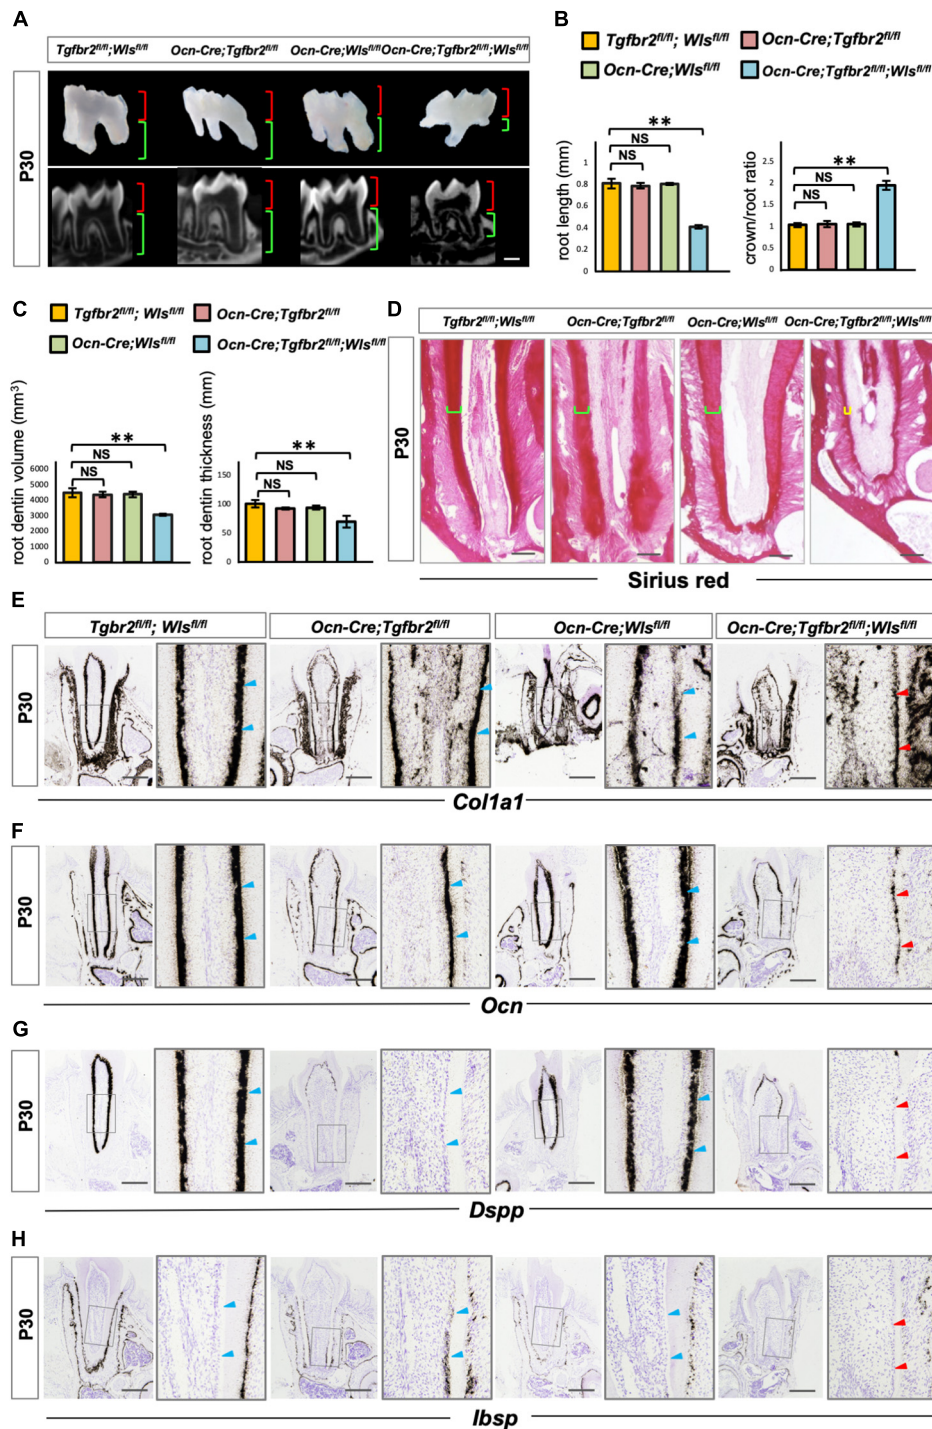 A
Tgfbr2fl/fl;Wlsfl/fl
Ocn-Cre;Tgfbr2fl/fl
Ocn-Cre;Wlsfl/fl
Ocn-Cre;Tgfbr2fl/fl;Wlsfl/fl
P30
B
Tgfbr2fl/fl; Wlsfl/fl
Ocn-Cre;Tgfbr2fl/fl
Ocn-Cre;Wlsfl/fl
Ocn-Cre;Tgfbr2fl/fl;Wlsfl/fl
root length (mm)
1
0.8
0.6
0.4
0.2
0
**
NS
NS
crown/root ratio
2.5
2
1.5
1
0.5
0
**
NS
NS
C
Tgfbr2fl/fl; Wlsfl/fl
Ocn-Cre;Tgfbr2fl/fl
Ocn-Cre;Wlsfl/fl
Ocn-Cre;Tgfbr2fl/fl;Wlsfl/fl
root dentin volume (mm3)
6000
5000
4000
3000
2000
1000
0
**
NS
NS
root dentin thickness (mm)
150
100
50
0
**
NS
NS
D
Tgfbr2fl/fl;Wlsfl/fl
Ocn-Cre;Tgfbr2fl/fl
Ocn-Cre;Wlsfl/fl
Ocn-Cre;Tgfbr2fl/fl;Wlsfl/fl
P30
Sirius red
E
Tgbr2fl/fl; Wlsfl/fl
Ocn-Cre;Tgfbr2fl/fl
Ocn-Cre;Wlsfl/fl
Ocn-Cre;Tgfbr2fl/fl;Wlsfl/fl
P30
Col1a1
F
P30
Ocn
G
P30
Dspp
H
P30
Ibsp